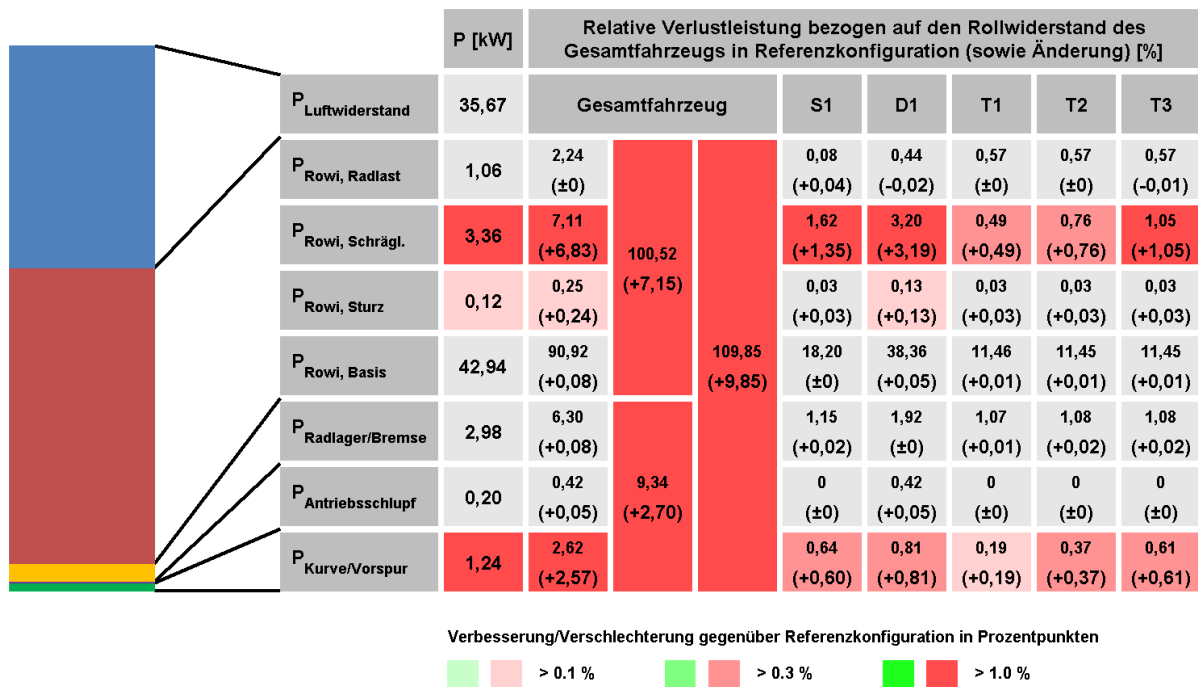 P [kW]
Relative Verlustleistung bezogen auf den Rollwiderstand des
Gesamtfahrzeugs in Referenzkonfiguration (sowie Änderung) [%]
P Luftwiderstand 35,67 Gesamtfahrzeug S1 D1 T1 T2 T3
P Rowi, Radlast 1,06 2,24 (±0) 0,08 (+0,04) 0,44 (-0,02) 0,57 (±0) 0,57 (±0) 0,57 (-0,01)
P Rowi, Schrägl. 3,36 7,11 (+6,83) 100,52 (+7,15) 1,62 (+1,35) 3,20 (+3,19) 0,49 (+0,49) 0,76 (+0,76) 1,05 (+1,05)
P Rowi, Sturz 0,12 0,25 (+0,24) 0,03 (+0,03) 0,13 (+0,13) 0,03 (+0,03) 0,03 (+0,03) 0,03 (+0,03)
P Rowi, Basis 42,94 90,92 (+0,08) 109,85 (+9,85) 18,20 (±0) 38,36 (+0,05) 11,46 (+0,01) 11,45 (+0,01) 11,45 (+0,01)
P Radlager/Bremse 2,98 6,30 (+0,08) 1,15 (+0,02) 1,92 (±0) 1,07 (+0,01) 1,08 (+0,02) 1,08 (+0,02)
P Antriebsschlupf 0,20 0,42 (+0,05) 9,34 (+2,70) 0 (±0) 0,42 (+0,05) 0 (±0) 0 (±0) 0 (±0)
P Kurve/Vorspur 1,24 2,62 (+2,57) 0,64 (+0,60) 0,81 (+0,81) 0,19 (+0,19) 0,37 (+0,37) 0,61 (+0,61)
Verbesserung/Verschlechterung gegenüber Referenzkonfiguration in Prozentpunkten
> 0.1 % > 0.3 % > 1.0 %